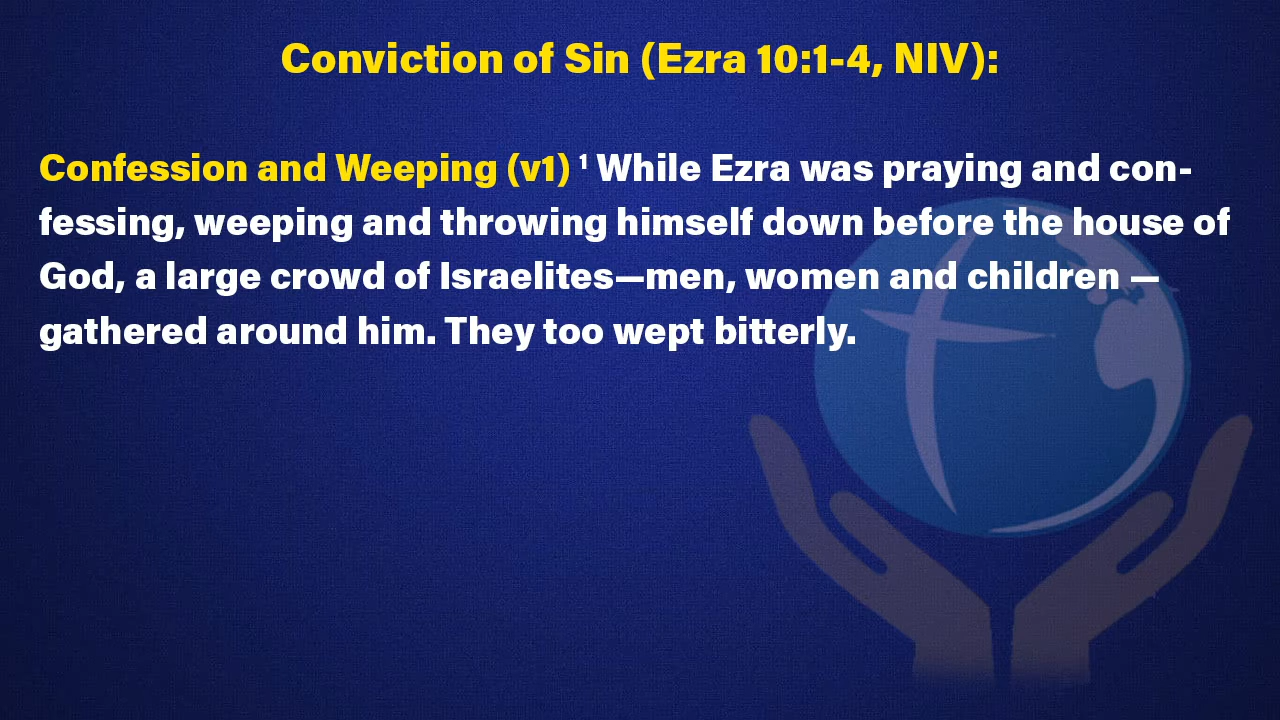 Conviction of Sin (Ezra 10:1-4, NIV):
Confession and Weeping (v1) ¹ While Ezra was praying and con-
fessing, weeping and throwing himself down before the house of
God, a large crowd of Israelites—men, women and children —
gathered around him. They too wept bitterly.